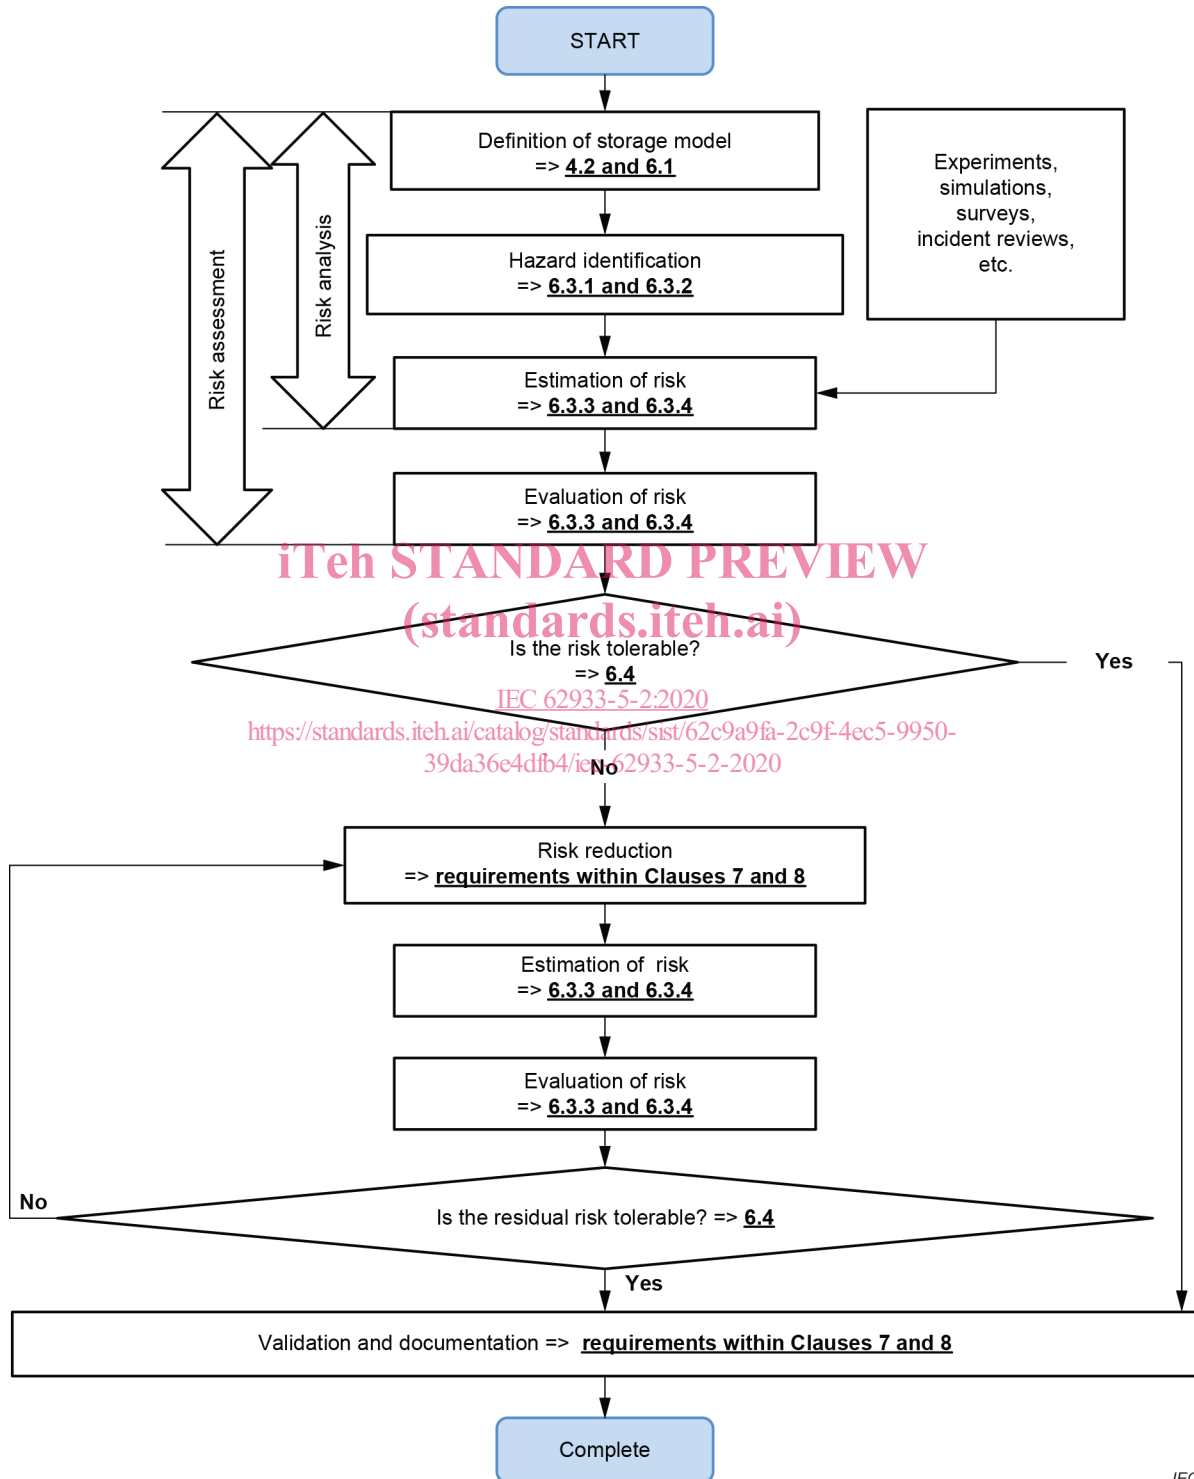 START
Definition of storage model
=> 4.2 and 6.1
Experiments,
simulations,
surveys,
incident reviews,
etc.
Risk assessment
Risk analysis
Hazard identification
=> 6.3.1 and 6.3.2
Estimation of risk
=> 6.3.3 and 6.3.4
Evaluation of risk
=> 6.3.3 and 6.3.4
iTeh STANDARD PREVIEW
(standards.iteh.ai)
Is the risk tolerable?
=> 6.4
Yes
IEC 62933-5-2:2020
https://standards.iteh.ai/catalog/standards/sist/62c9a9fa-2c9f-4ec5-9950-
39da36e4dfb4/iec-62933-5-2-2020
No
Risk reduction
=> requirements within Clauses 7 and 8
Estimation of risk
=> 6.3.3 and 6.3.4
Evaluation of risk
=> 6.3.3 and 6.3.4
No
Is the residual risk tolerable? => 6.4
Yes
Validation and documentation => requirements within Clauses 7 and 8
Complete
IEC